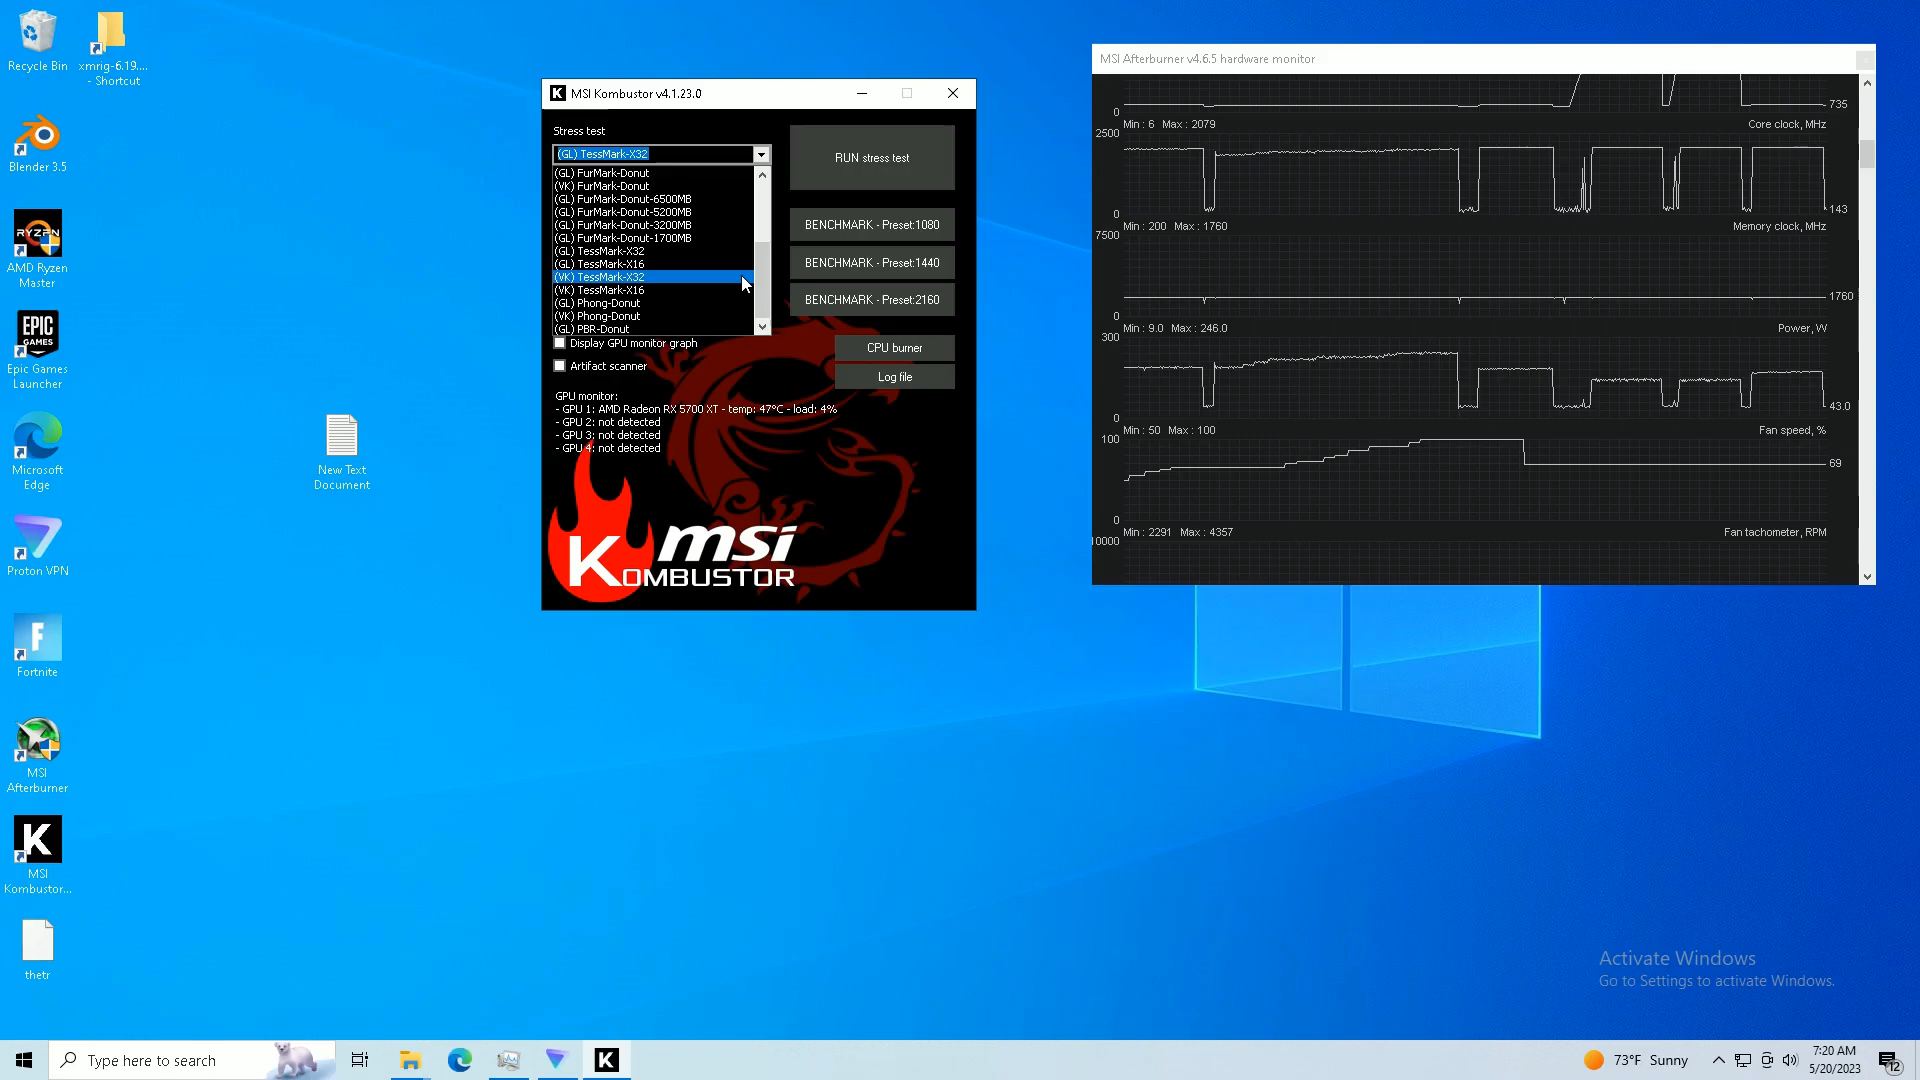 Recycle Bin
xmrig-6.19....
- Shortcut
Blender 3.5
RYZEN
AMD Ryzen
Master
EPIC
GAMES
Epic Games
Launcher
Microsoft
Edge
New Text
Document
Proton VPN
F
Fortnite
MSI
Afterburner
K
MSI
Kombustor...
thetr
K MSI Kombustor v4.1.23.0
Stress test
(GL) TessMark-X32
(GL) FurMark-Donut
(VK) FurMark-Donut
(GL) FurMark-Donut-6500MB
(GL) FurMark-Donut-5200MB
(GL) FurMark-Donut-3200MB
(GL) FurMark-Donut-1700MB
(GL) TessMark-X32
(GL) TessMark-X16
(VK) TessMark-X32
(VK) TessMark-X16
(GL) Phong-Donut
(VK) Phong-Donut
(GL) PBR-Donut
RUN stress test
BENCHMARK - Preset:1080
BENCHMARK - Preset:1440
BENCHMARK - Preset:2160
CPU burner
Log file
Display GPU monitor graph
Artifact scanner
GPU monitor:
- GPU 1: AMD Radeon RX 5700 XT - temp: 47°C - load: 4%
- GPU 2: not detected
- GPU 3: not detected
- GPU 4: not detected
msi
KOMBUSTOR
MSI Afterburner v4.6.5 hardware monitor
0
735
Min : 6 Max : 2079
Core clock, MHz
2500
0
143
Min : 200 Max : 1760
Memory clock, MHz
7500
1760
0
Min : 9.0 Max : 246.0
Power, W
300
43.0
0
Min : 50 Max : 100
Fan speed, %
100
69
0
Min : 2291 Max : 4357
Fan tachometer, RPM
10000
Activate Windows
Go to Settings to activate Windows.
Type here to search
K
73°F Sunny
7:20 AM
5/20/2023
12